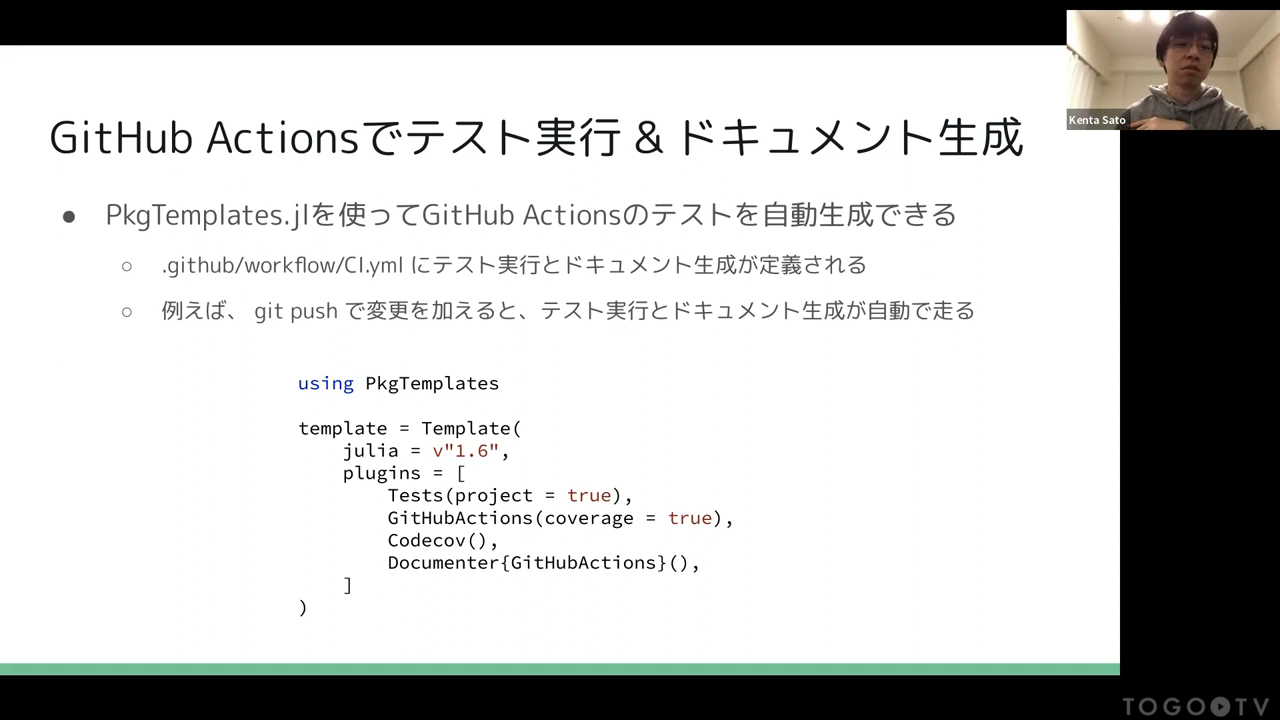 GitHub Actionsでテスト実行 & ドキュメント生成
● PkgTemplates.jlを使ってGitHub Actionsのテストを自動生成できる
○ .github/workflow/CI.yml にテスト実行とドキュメント生成が定義される
○ 例えば、 git push で変更を加えると、テスト実行とドキュメント生成が自動で走る
using PkgTemplates
template = Template(
    julia = v"1.6",
    plugins = [
        Tests(project = true),
        GitHubActions(coverage = true),
        Codecov(),
        Documenter{GitHubActions}(),
    ]
)
Kenta Sato
TOGO TV